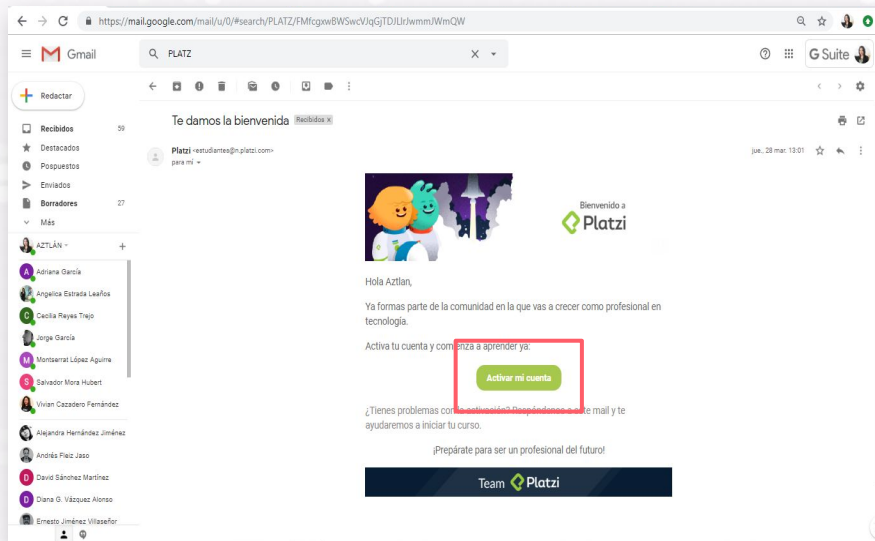 https://mail.google.com/mail/u/0/#search/PLATZ/FMfcgxwBWSwcVJqGjTDJLlrJwmmJWmQW
Gmail
PLATZ
G Suite
Redactar
Te damos la bienvenida Recibidos x
Recibidos 59
Destacados
Pospuestos
Enviados
Borradores 27
Más
Platzi <estudiantes@n.platzi.com>
para mí
jue., 28 mar. 13:01
AZTLÁN
Adriana García
Angelica Estrada Leaños
Cecilia Reyes Trejo
Jorge García
Montserrat López Aguirre
Salvador Mora Hubert
Vivian Cazadero Fernández
Alejandra Hernández Jiménez
Andrés Fleiz Jaso
David Sánchez Martínez
Diana G. Vázquez Alonso
Ernesto Jiménez Villaseñor
Bienvenido a
Platzi
Hola Aztlan,
Ya formas parte de la comunidad en la que vas a crecer como profesional en
tecnología.
Activa tu cuenta y comienza a aprender ya:
Activar mi cuenta
¿Tienes problemas con la activación? Respóndenos a este mail y te
ayudaremos a iniciar tu curso.
¡Prepárate para ser un profesional del futuro!
Team Platzi